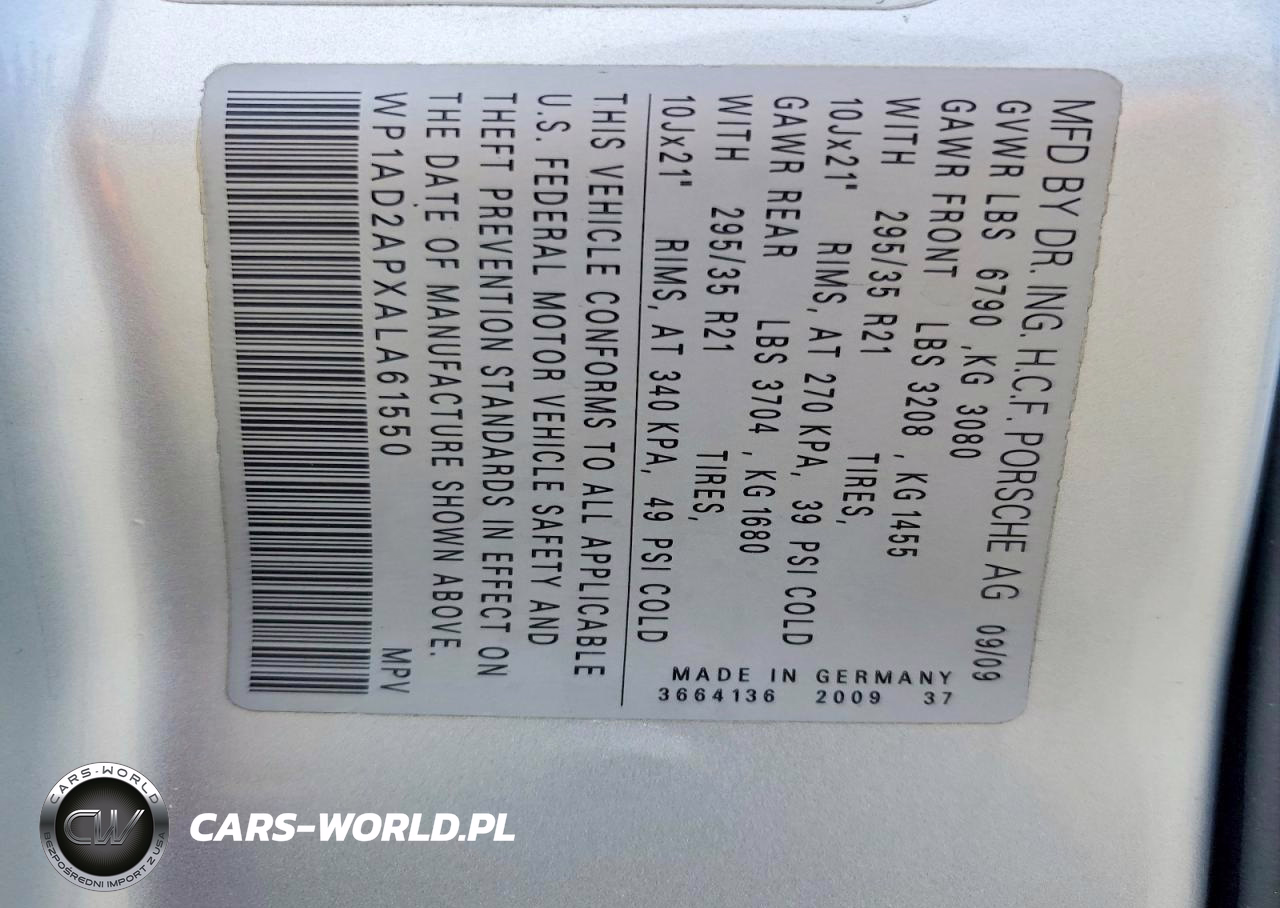 MFD BY DR. ING. H.C.F. PORSCHE AG 09/09
GVWR LBS 6790 ,KG 3080
GAWR FRONT LBS 3208 , KG 1455
WITH 295/35 R21 TIRES,
10Jx21" RIMS, AT 270 KPA, 39 PSI COLD
GAWR REAR LBS 3704 , KG 1680
WITH 295/35 R21 TIRES,
10Jx21" RIMS, AT 340 KPA, 49 PSI COLD
THIS VEHICLE CONFORMS TO ALL APPLICABLE
U.S. FEDERAL MOTOR VEHICLE SAFETY AND
THEFT PREVENTION STANDARDS IN EFFECT ON
THE DATE OF MANUFACTURE SHOWN ABOVE.
WP1AD2APXALA61550 MPV
MADE IN GERMANY
3664136 2009 37
CARS-WORLD
CW
BEZPOŚREDNI IMPORT Z USA
CARS-WORLD.PL